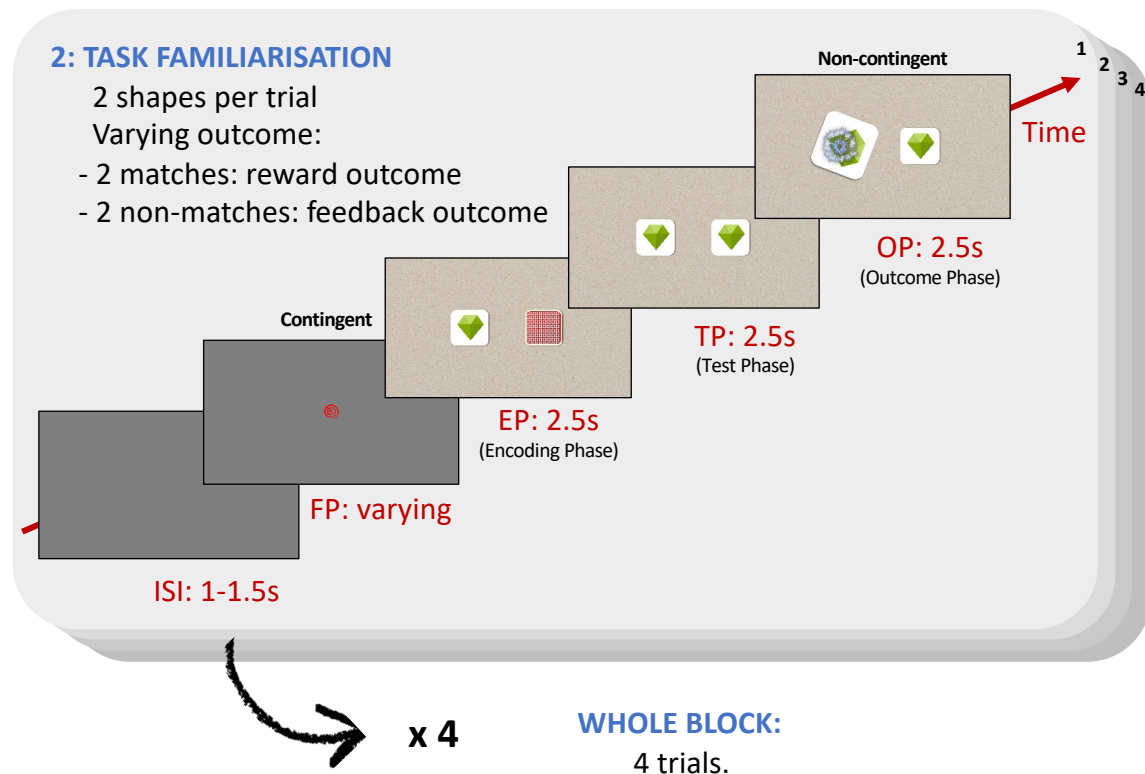 2: TASK FAMILIARISATION
2 shapes per trial
Varying outcome:
- 2 matches: reward outcome
- 2 non-matches: feedback outcome
1
2
3
4
Non-contingent
Time
OP: 2.5s
(Outcome Phase)
TP: 2.5s
(Test Phase)
Contingent
EP: 2.5s
(Encoding Phase)
FP: varying
ISI: 1-1.5s
x 4
WHOLE BLOCK:
4 trials.